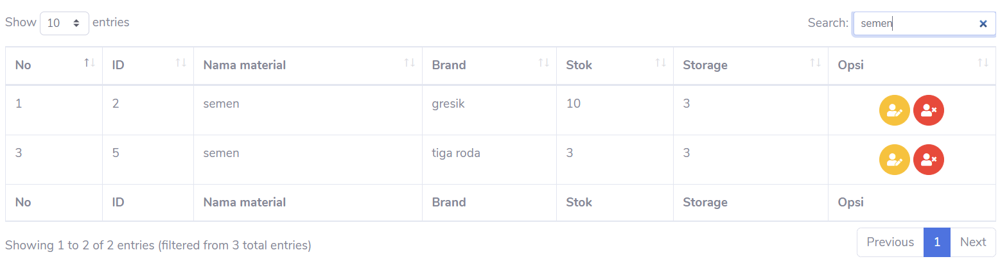 Show 10 entries Search: semen
No ID Nama material Brand Stok Storage Opsi
1 2 semen gresik 10 3
3 5 semen tiga roda 3 3
No ID Nama material Brand Stok Storage Opsi
Showing 1 to 2 of 2 entries (filtered from 3 total entries) Previous 1 Next